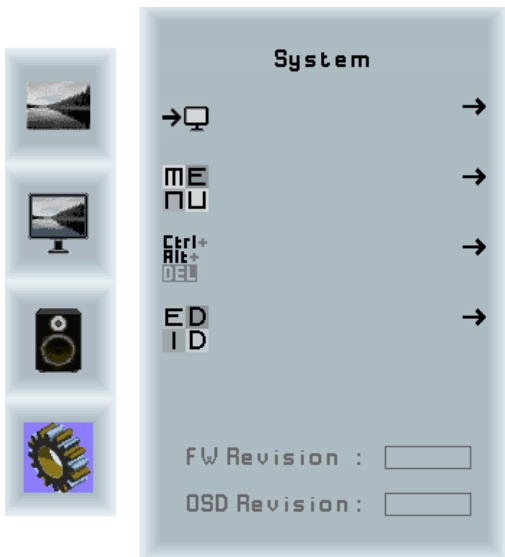 System
ME
NU
Ctrl+
Alt+
DEL
ED
ID
FW Revision :
OSD Revision :